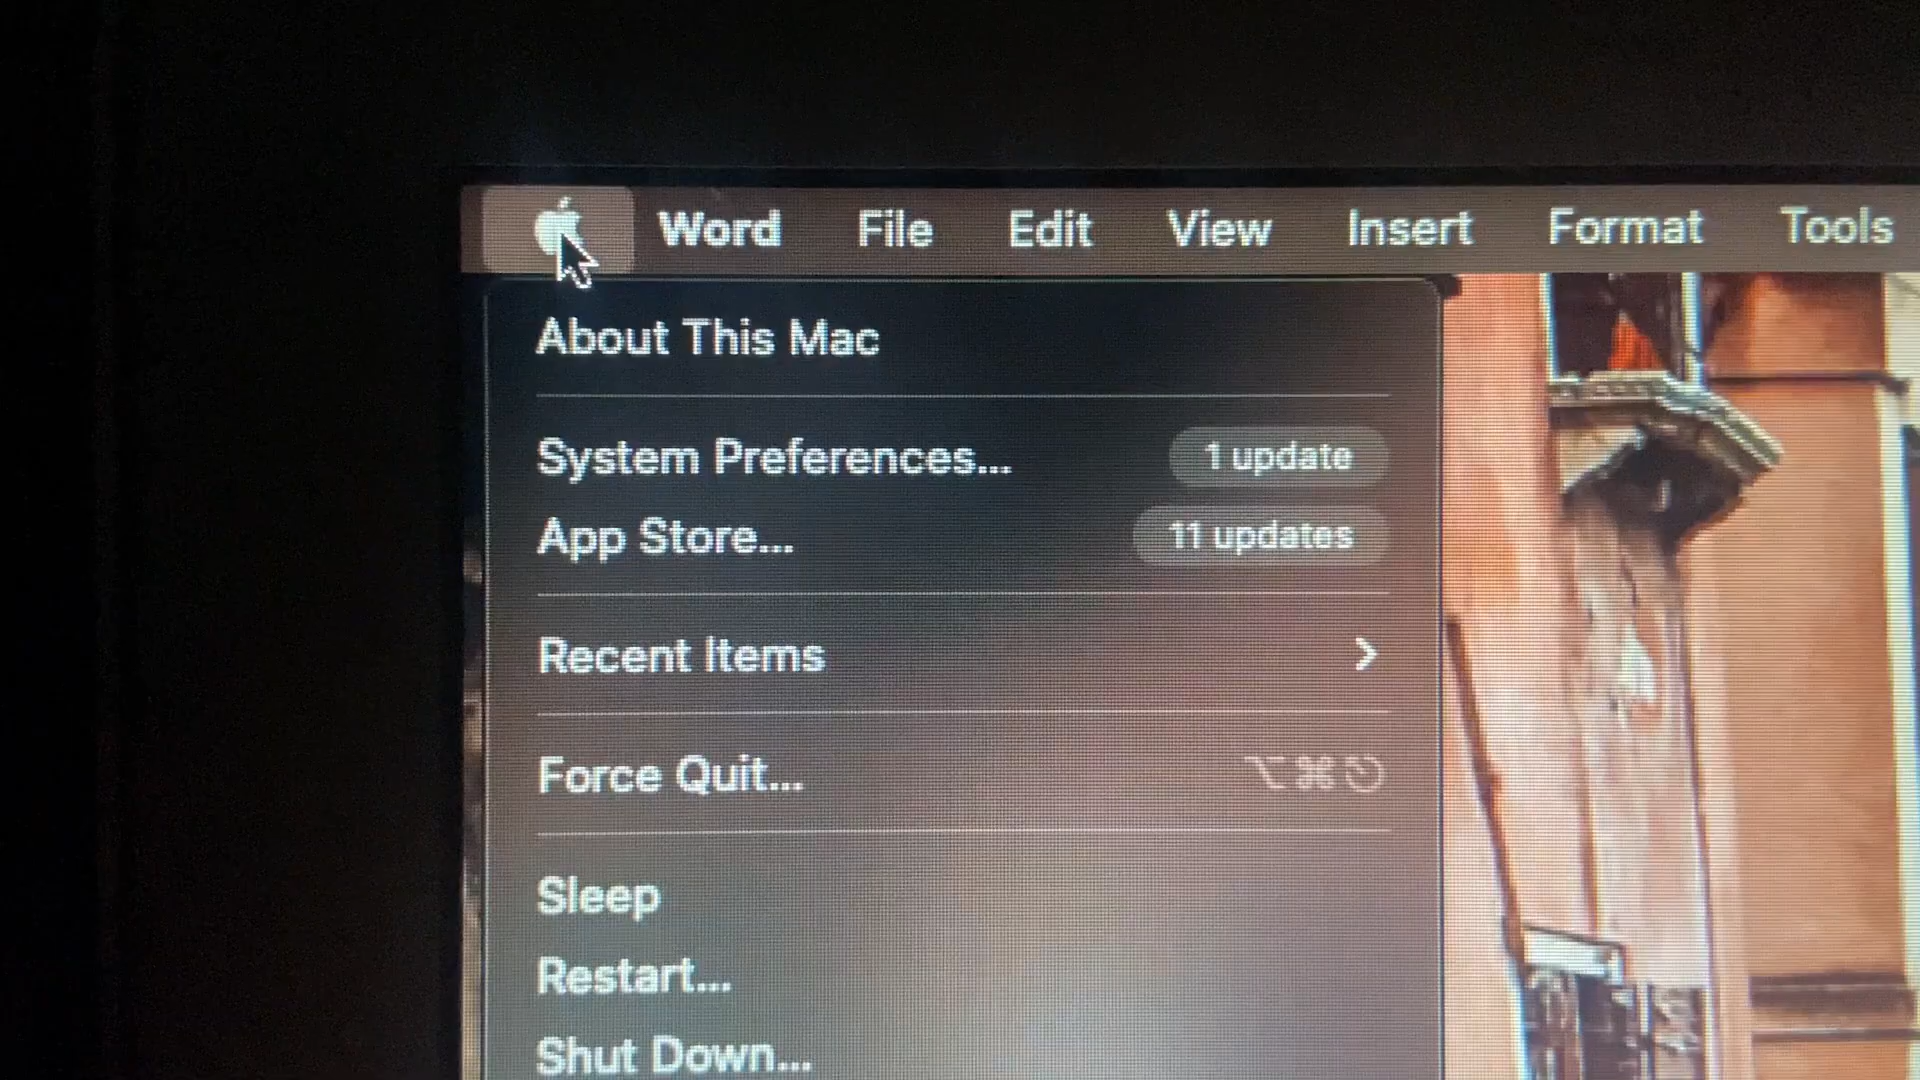 Word File Edit View Insert Format Tools
About This Mac
System Preferences... 1 update
App Store... 11 updates
Recent Items
Force Quit... ⌥⌘⎋
Sleep
Restart...
Shut Down...